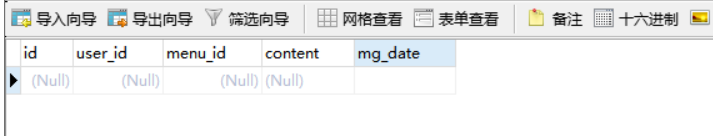 导入向导 导出向导 筛选向导 网格查看 表单查看 备注 十六进制
id user_id menu_id content mg_date
(Null) (Null) (Null) (Null)